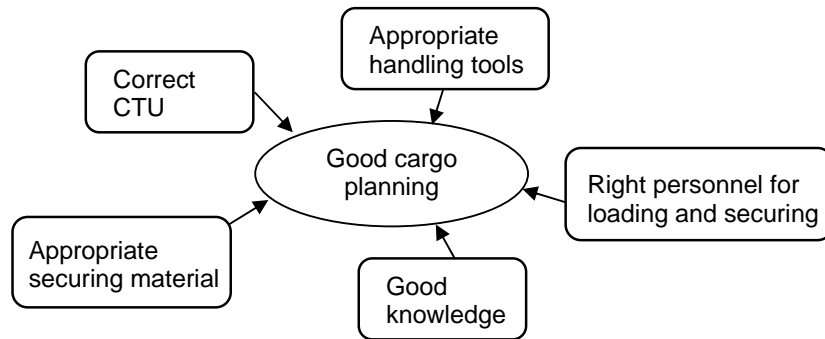 Appropriate
handling tools
Correct
CTU
Good cargo
planning
Right personnel for
loading and securing
Appropriate
securing material
Good
knowledge